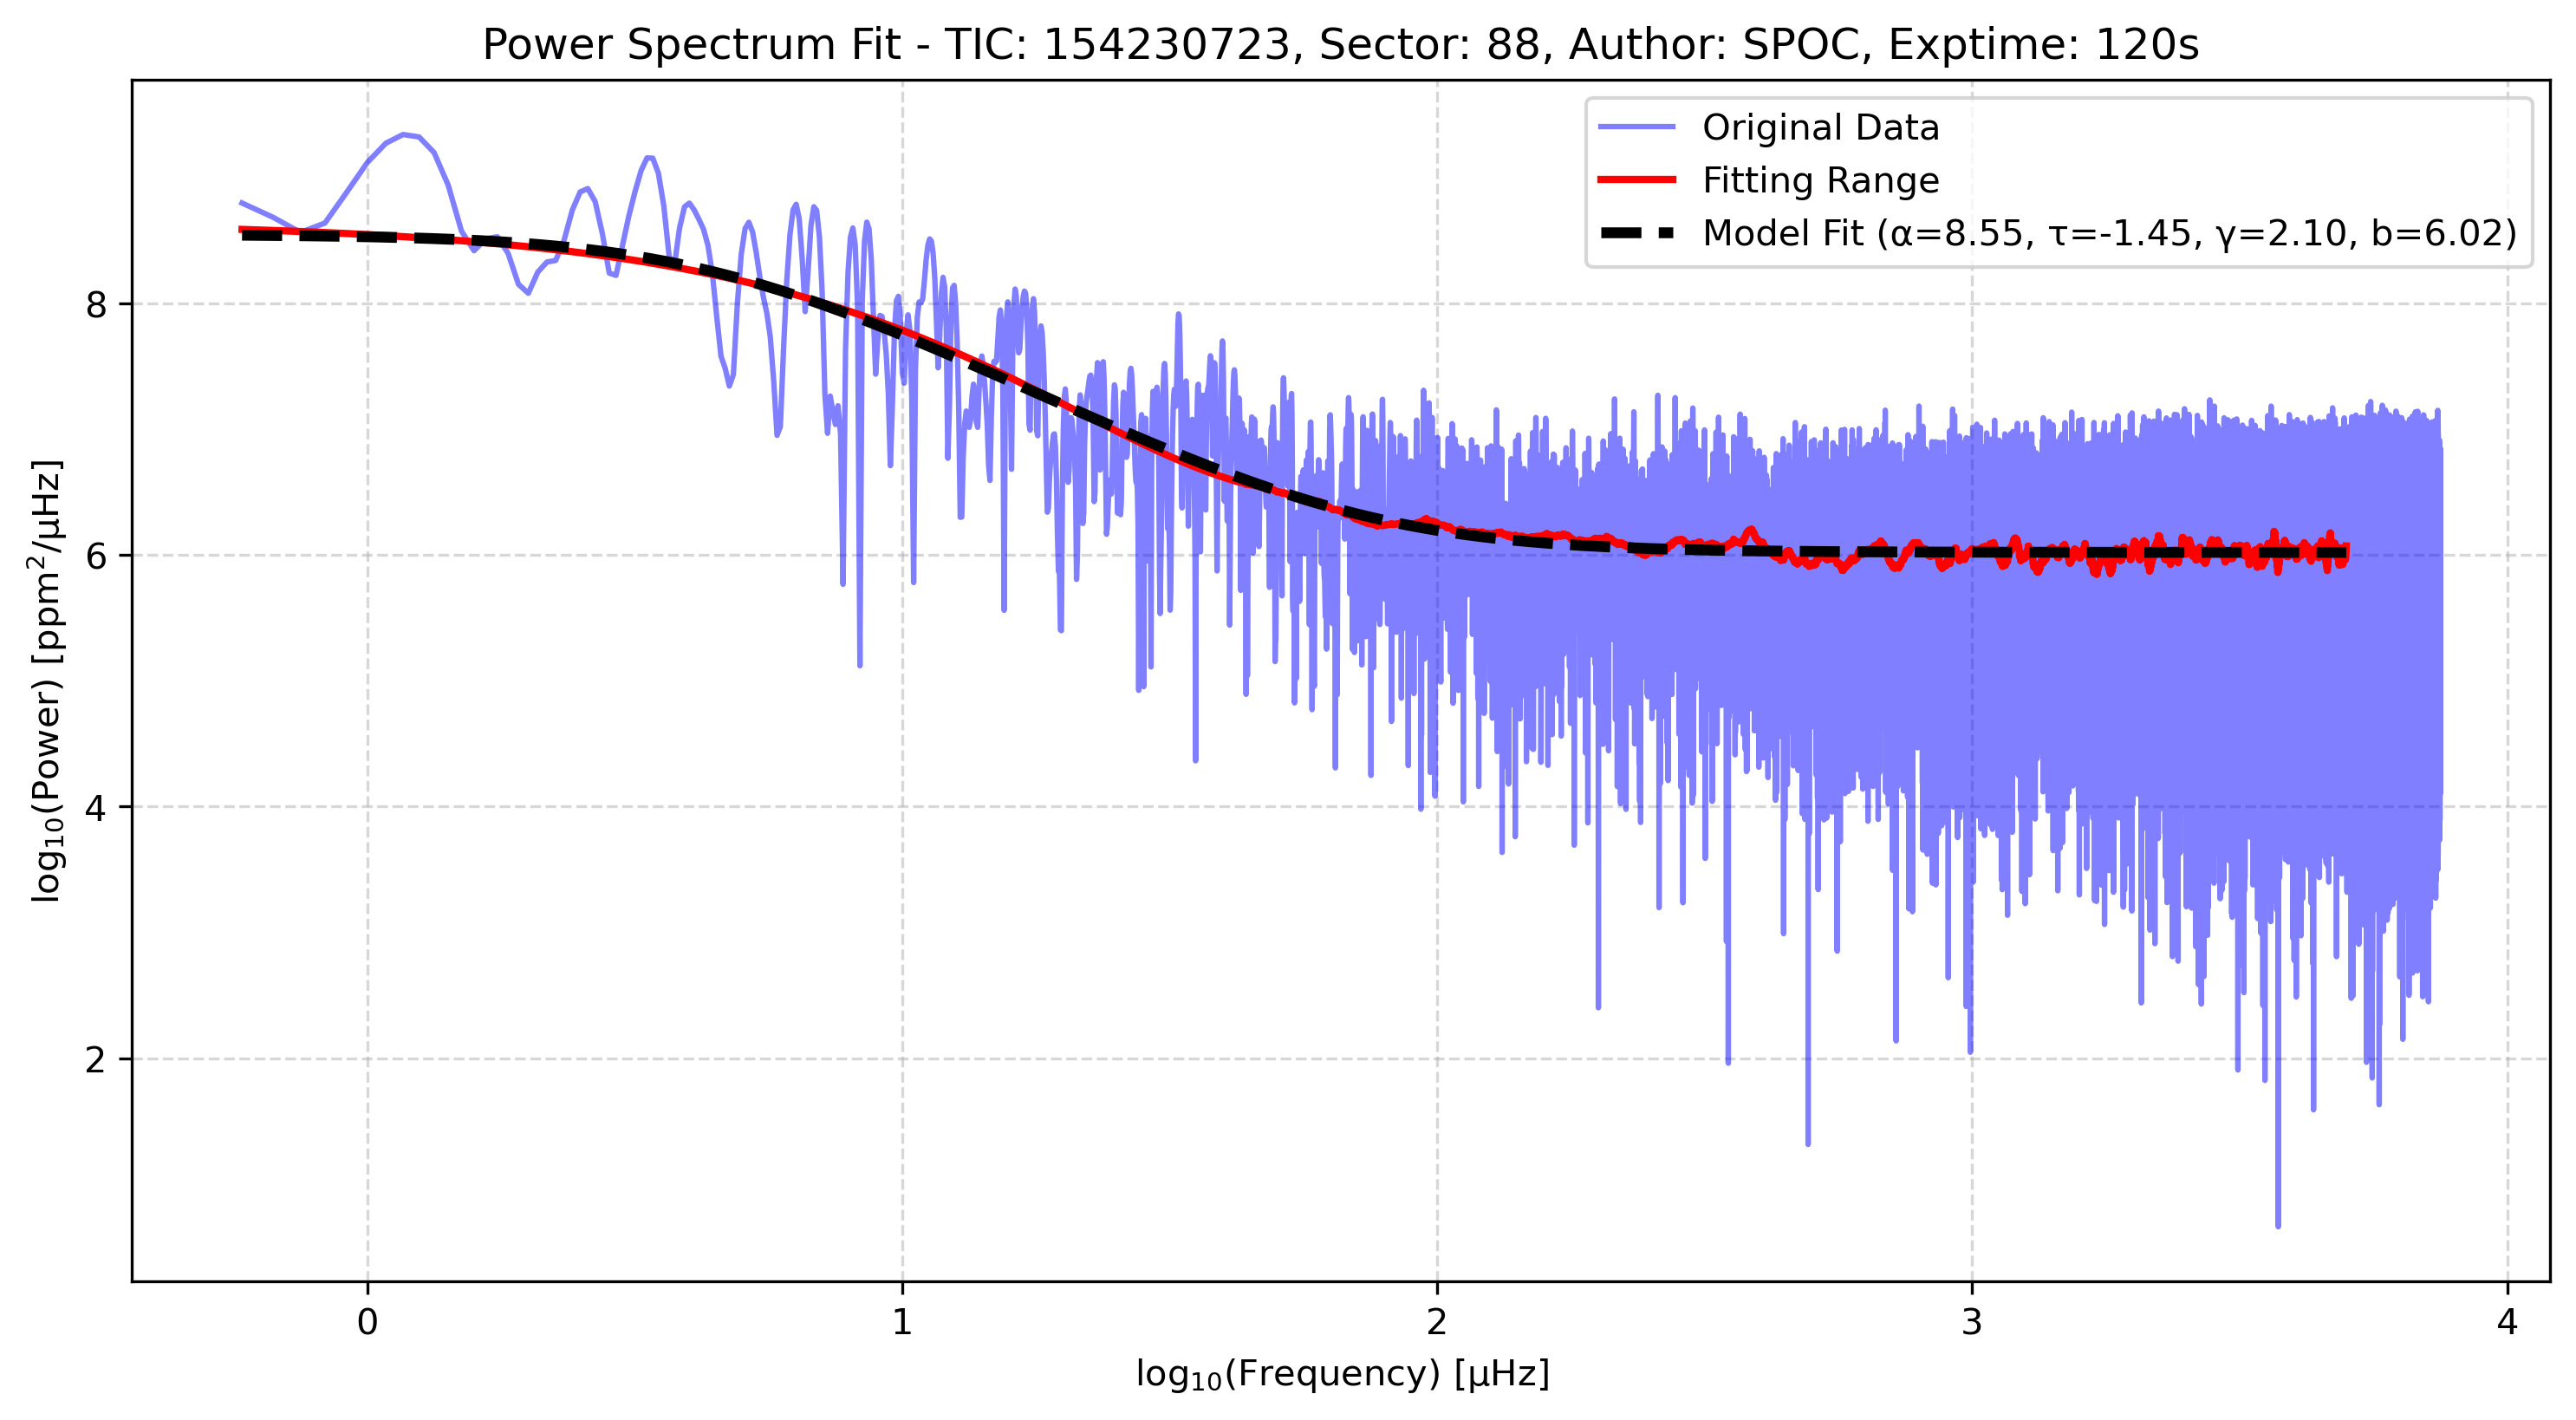 Power Spectrum Fit - TIC: 154230723, Sector: 88, Author: SPOC, Exptime: 120s
Original Data
Fitting Range
Model Fit (α=8.55, τ=-1.45, γ=2.10, b=6.02)
log₁₀(Power) [ppm²/μHz]
8
6
4
2
0 1 2 3 4
log₁₀(Frequency) [μHz]